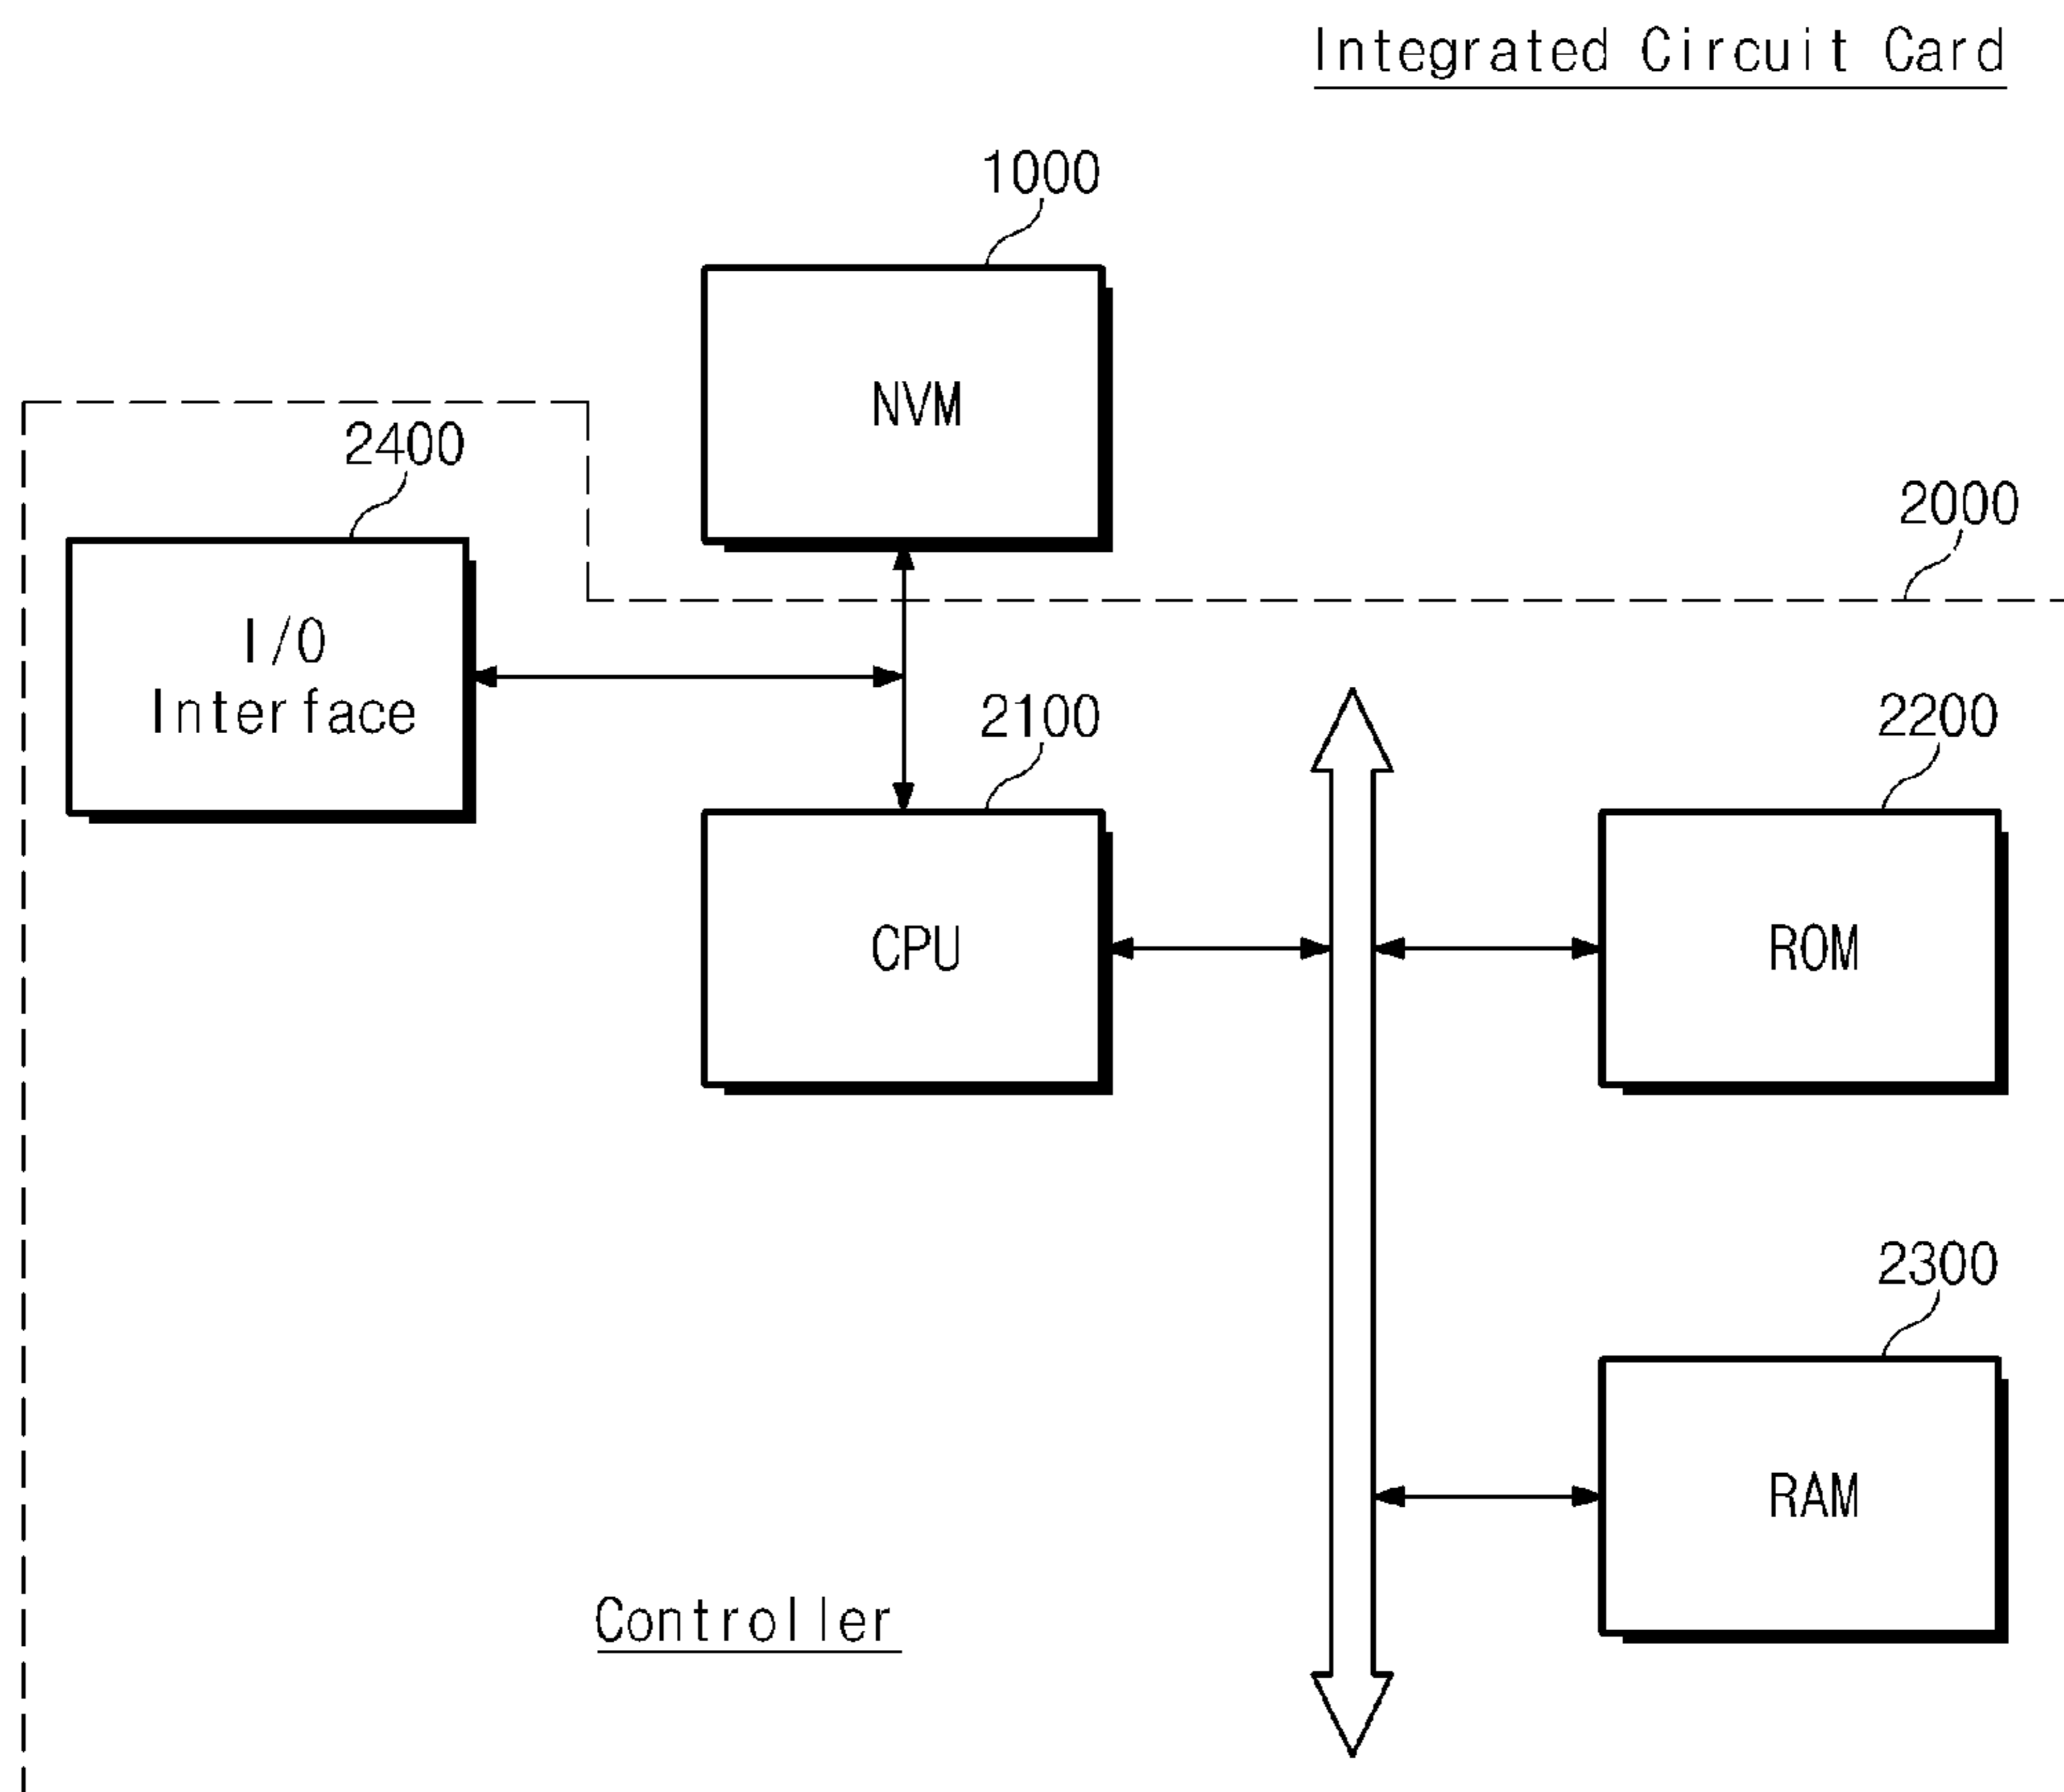 Integrated Circuit Card
1000
NVM
2400
2000
I/O
Interface
2100
2200
CPU
ROM
2300
RAM
Controller